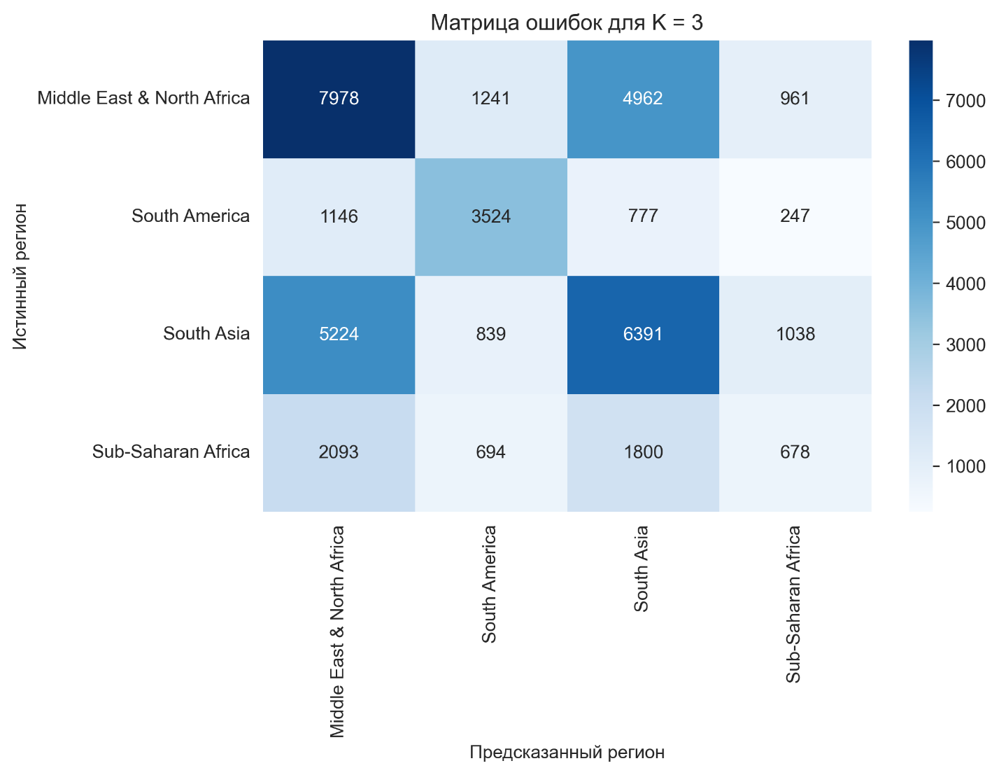 Матрица ошибок для K = 3
Истинный регион
Middle East & North Africa
7978 1241 4962 961
South America
1146 3524 777 247
South Asia
5224 839 6391 1038
Sub-Saharan Africa
2093 694 1800 678
Middle East & North Africa
South America
South Asia
Sub-Saharan Africa
Предсказанный регион
7000
6000
5000
4000
3000
2000
1000